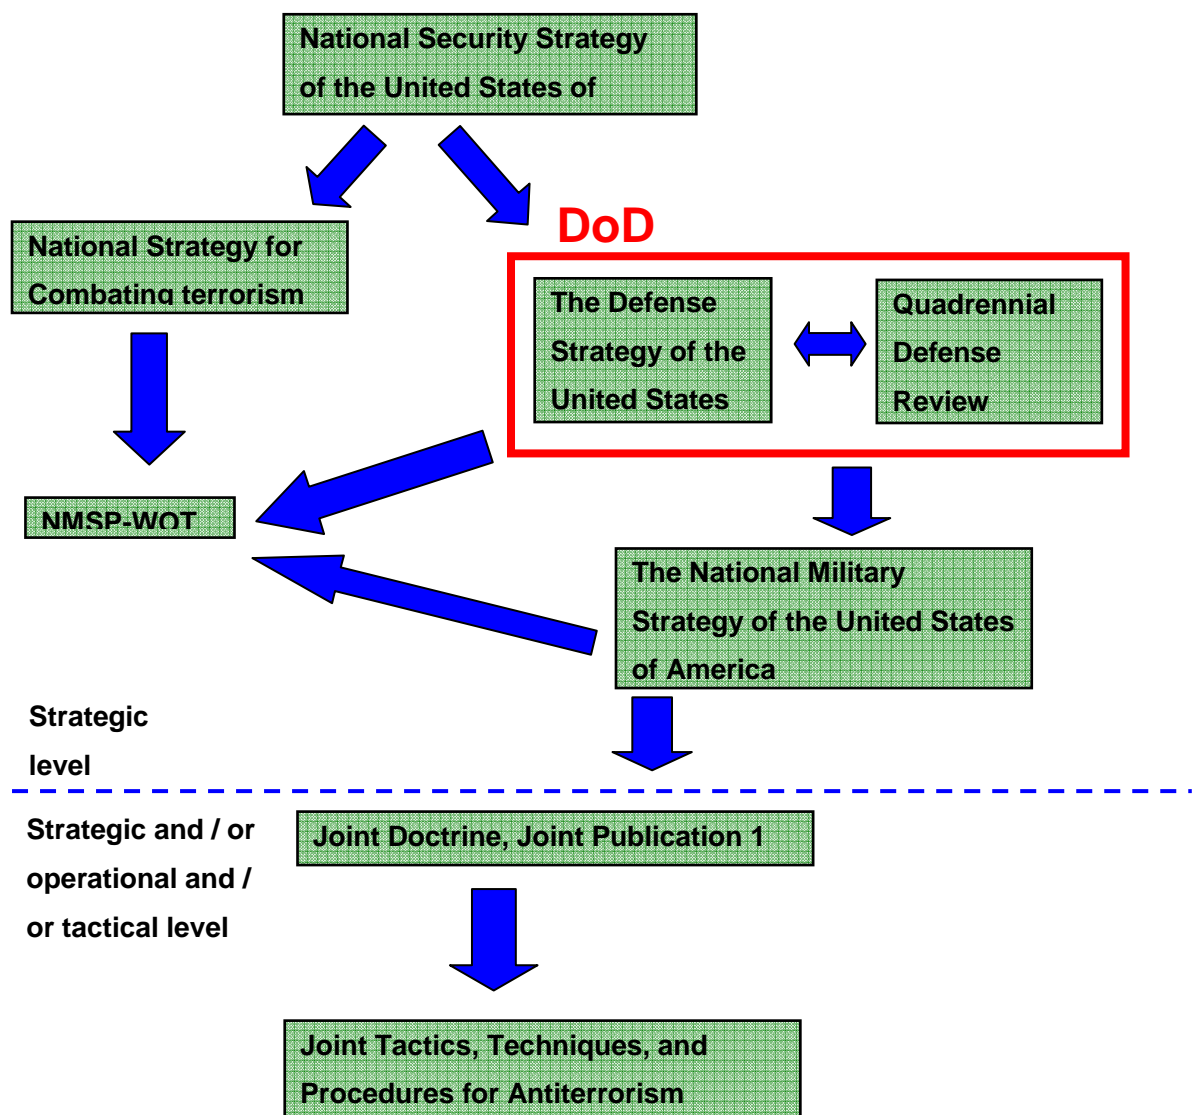 National Security Strategy
of the United States of
DoD
National Strategy for
Combating terrorism
The Defense
Strategy of the
United States
Quadrennial
Defense
Review
NMSP-WOT
The National Military
Strategy of the United States
of America
Strategic
level
Strategic and / or
operational and /
or tactical level
Joint Doctrine, Joint Publication 1
Joint Tactics, Techniques, and
Procedures for Antiterrorism